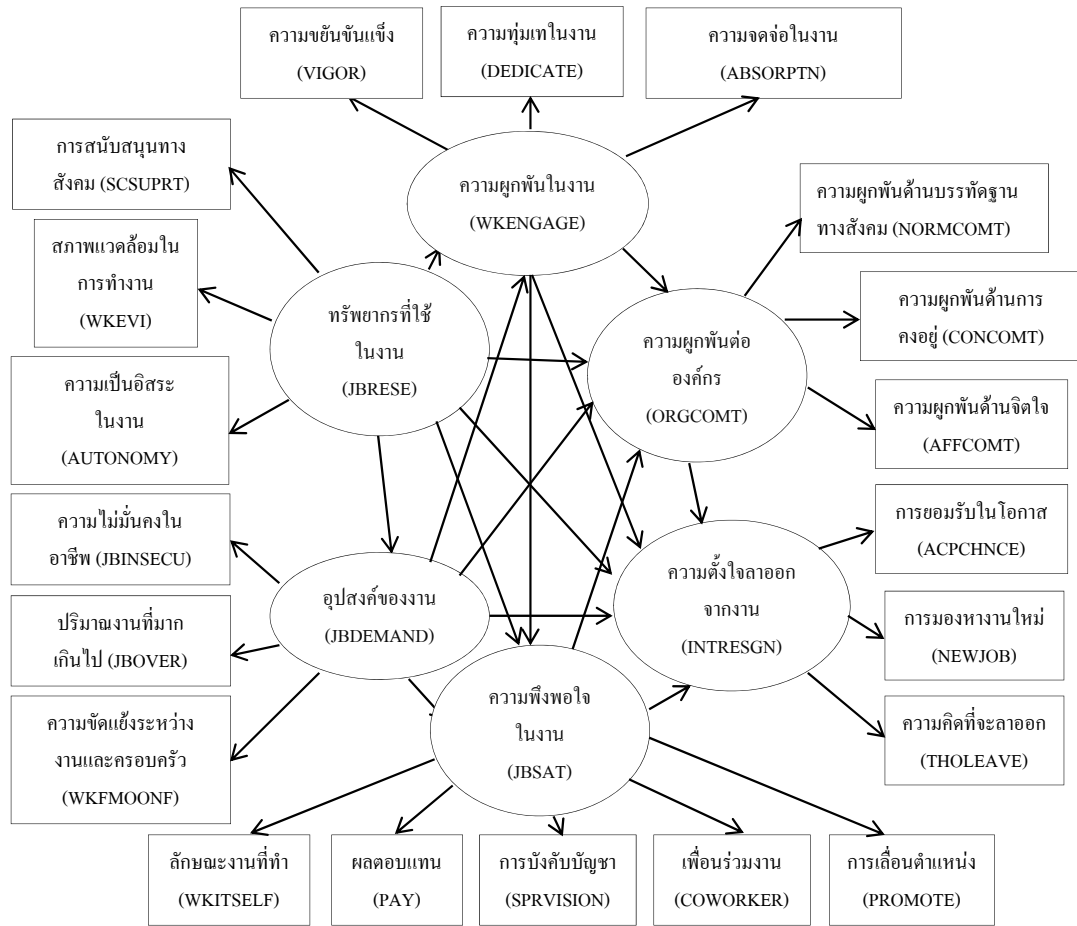 ความขยันขันแข็ง
(VIGOR)
ความทุ่มเทในงาน
(DEDICATE)
ความจดจ่อในงาน
(ABSORPTN)
การสนับสนุนทาง
สังคม (SCSUPRT)
ความผูกพันในงาน
(WKENGAGE)
ความผูกพันด้านบรรทัดฐาน
ทางสังคม (NORMCOMT)
สภาพแวดล้อมใน
การทำงาน
(WKEVI)
ทรัพยากรที่ใช้
ในงาน
(JBRESE)
ความผูกพันต่อ
องค์กร
(ORGCOMT)
ความผูกพันด้านการ
คงอยู่ (CONCOMT)
ความเป็นอิสระ
ในงาน
(AUTONOMY)
ความผูกพันด้านจิตใจ
(AFFCOMT)
ความไม่มั่นคงใน
อาชีพ (JBINSECU)
การยอมรับในโอกาส
(ACPCHNCE)
อุปสงค์ของงาน
(JBDEMAND)
ความตั้งใจลาออก
จากงาน
(INTRESGN)
ปริมาณงานที่มาก
เกินไป (JBOVER)
การมองหางานใหม่
(NEWJOB)
ความพึงพอใจ
ในงาน
(JBSAT)
ความขัดแย้งระหว่าง
งานและครอบครัว
(WKFMOONF)
ความคิดที่จะลาออก
(THOLEAVE)
ลักษณะงานที่ทำ
(WKITSELF)
ผลตอบแทน
(PAY)
การบังคับบัญชา
(SPRVISION)
เพื่อนร่วมงาน
(COWORKER)
การเลื่อนตำแหน่ง
(PROMOTE)